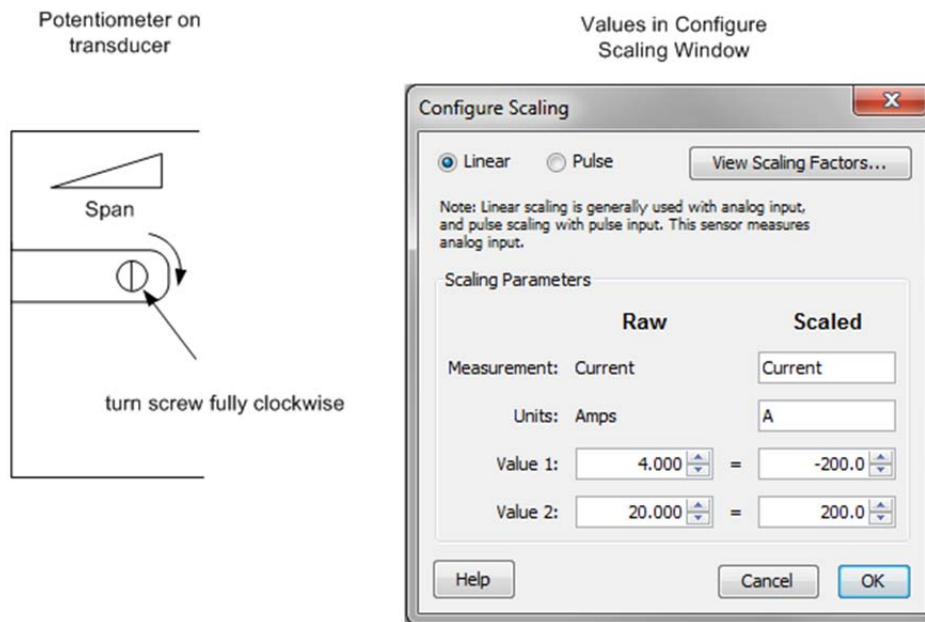 Potentiometer on
transducer
Span
turn screw fully clockwise
Values in Configure
Scaling Window
Configure Scaling
Linear
Pulse
View Scaling Factors...
Note: Linear scaling is generally used with analog input,
and pulse scaling with pulse input. This sensor measures
analog input.
Scaling Parameters
Raw Scaled
Measurement: Current Current
Units: Amps A
Value 1: 4.000 = -200.0
Value 2: 20.000 = 200.0
Help Cancel OK